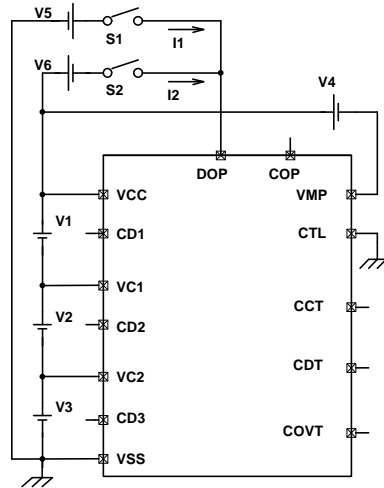 V5
S1
I1
V6
S2
I2
V4
DOP
COP
VCC
VMP
V1
CD1
CTL
VC1
CCT
V2
CD2
VC2
CDT
V3
CD3
COVT
VSS